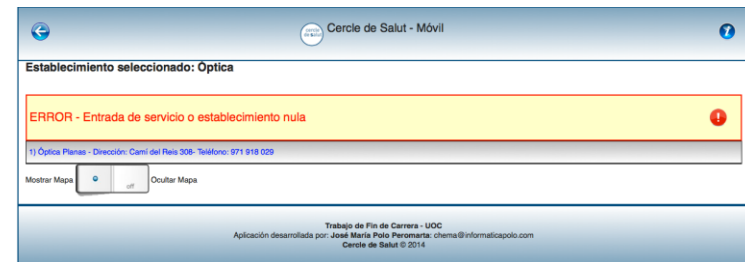 Cercle de Salut - Móvil
Establecimiento seleccionado: Óptica
ERROR - Entrada de servicio o establecimiento nula
1) Óptica Planas - Dirección: Camí del Reis 308- Teléfono: 971 918 029
Mostrar Mapa off Ocultar Mapa
Trabajo de Fin de Carrera - UOC
Aplicación desarrollada por: José María Polo Peromarta: chema@informaticapolo.com
Cercle de Salut © 2014